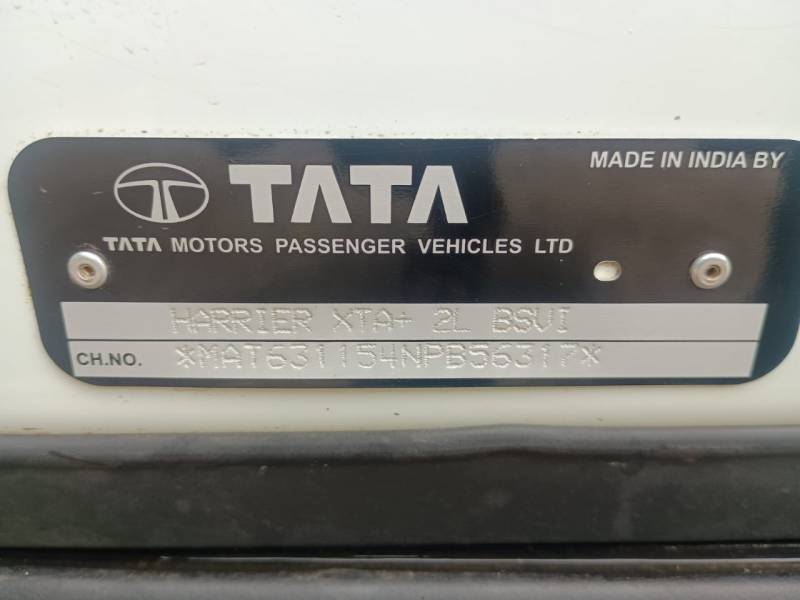 MADE IN INDIA BY
TATA
TATA MOTORS PASSENGER VEHICLES LTD
HARRIER XTA+ 2L BSVI
CH.NO. *MAT631154NPB56317*